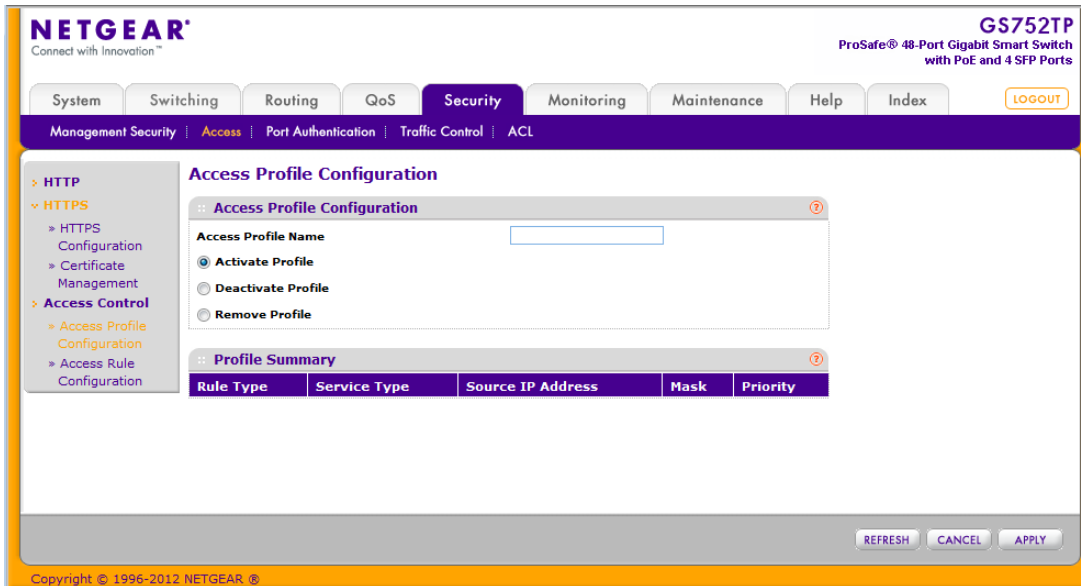 NETGEAR®
Connect with Innovation™
GS752TP
ProSafe® 48-Port Gigabit Smart Switch
with PoE and 4 SFP Ports
System Switching Routing QoS Security Monitoring Maintenance Help Index LOGOUT
Management Security Access Port Authentication Traffic Control ACL
> HTTP
HTTPS
» HTTPS
Configuration
» Certificate
Management
> Access Control
» Access Profile
Configuration
» Access Rule
Configuration
Access Profile Configuration
:: Access Profile Configuration ?
Access Profile Name
Activate Profile
Deactivate Profile
Remove Profile
:: Profile Summary ?
Rule Type Service Type Source IP Address Mask Priority
REFRESH CANCEL APPLY
Copyright © 1996-2012 NETGEAR ®